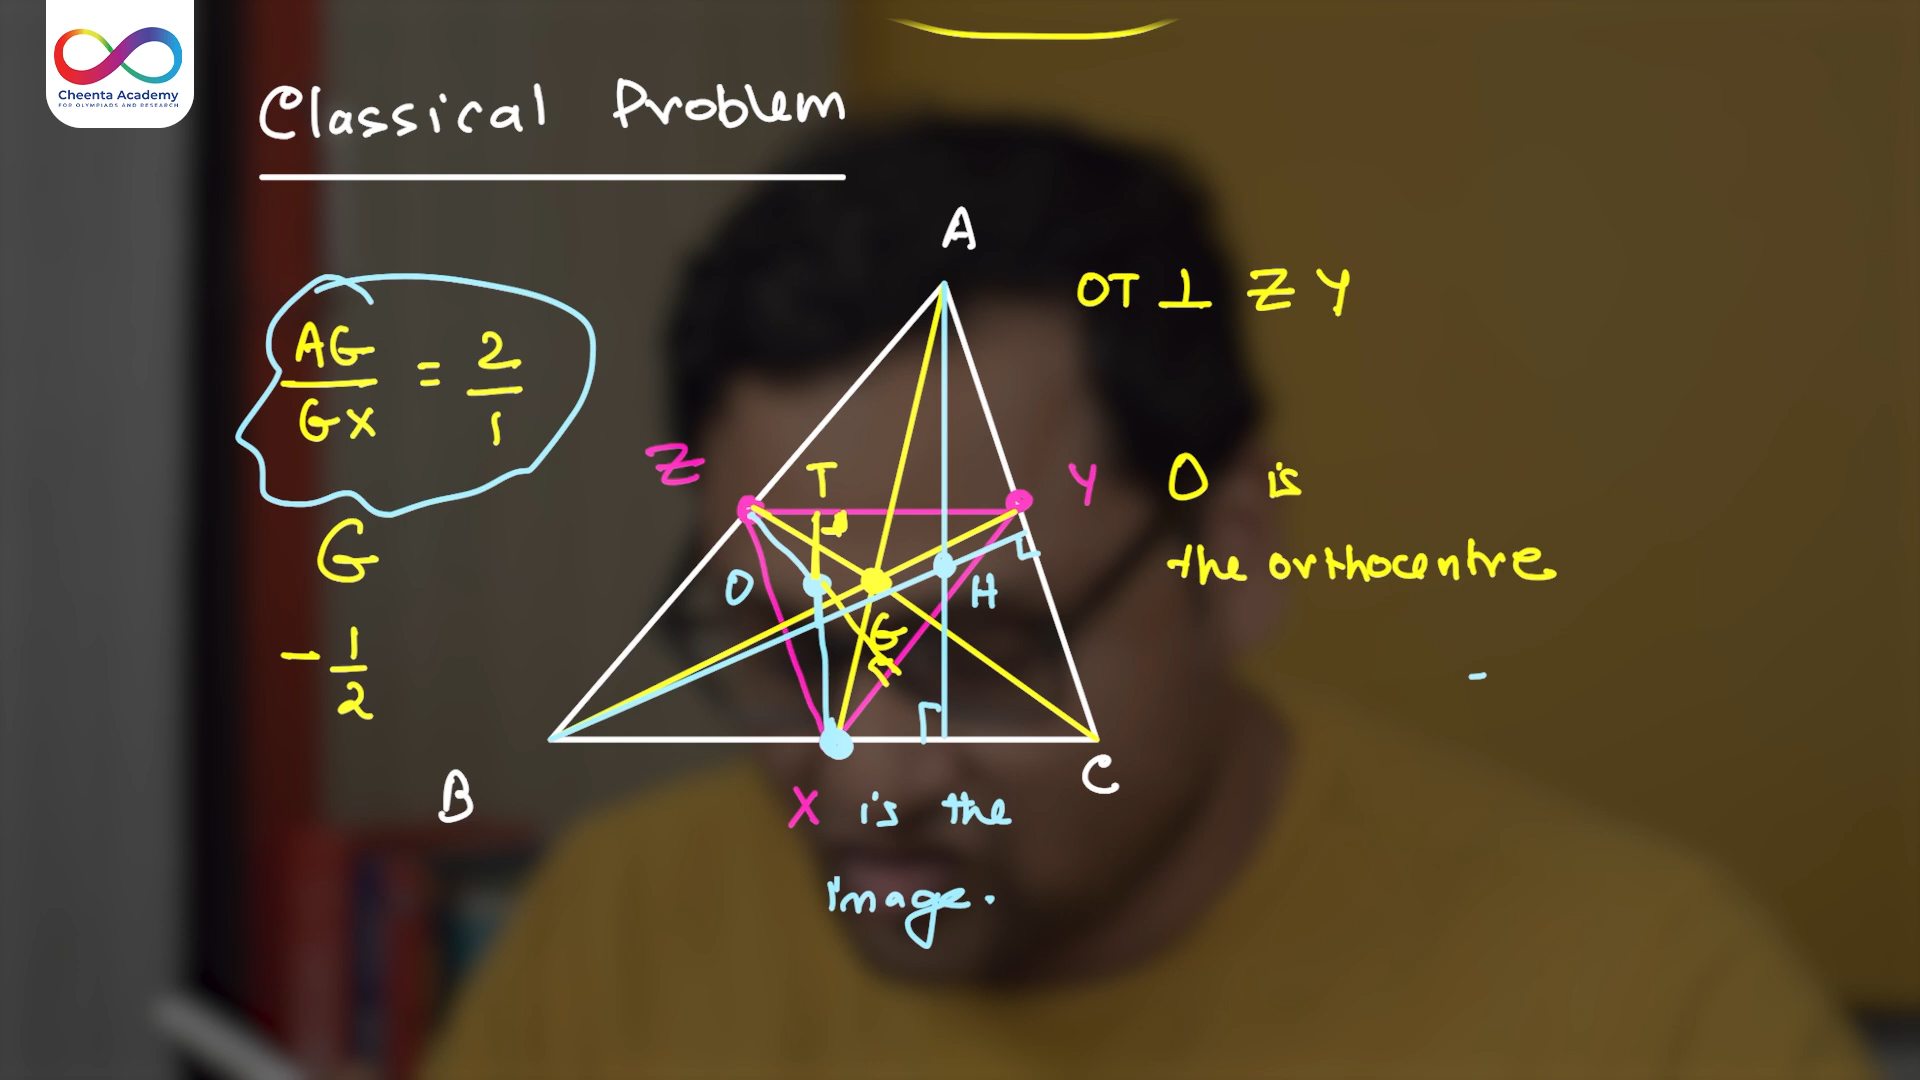 Cheenta Academy
FOR OLYMPIADS AND RESEARCH
Classical Problem
A
OT ⊥ ZY
AG/GX = 2/1
Z
T
Y
O is
the orthocentre
G
O
H
G
-1/2
B
C
X is the
image.